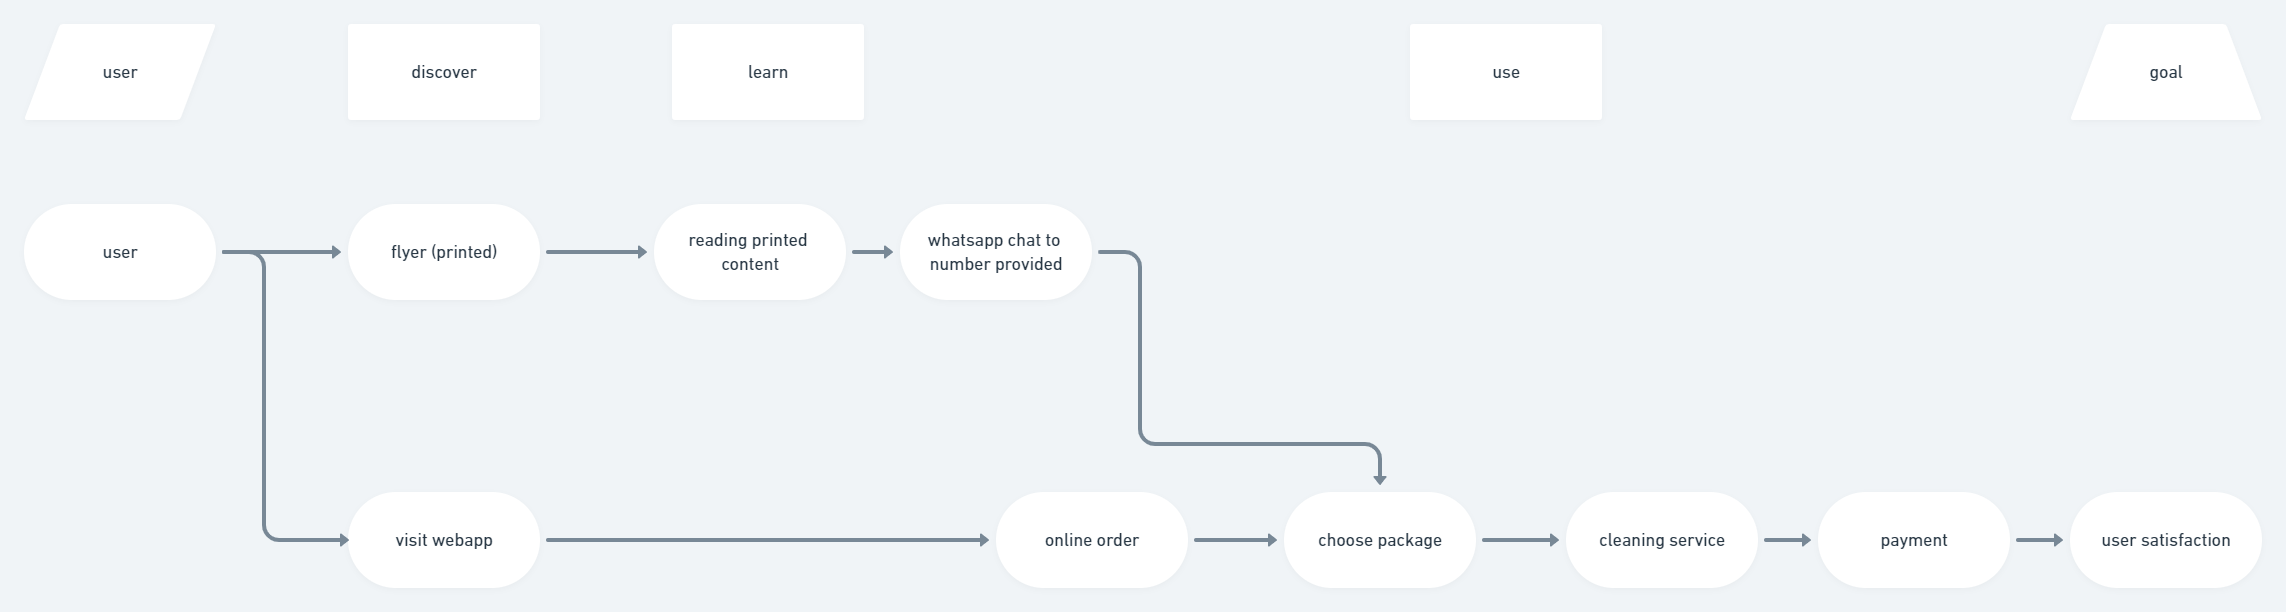 user
discover
learn
use
goal
user
flyer (printed)
reading printed
content
whatsapp chat to
number provided
visit webapp
online order
choose package
cleaning service
payment
user satisfaction